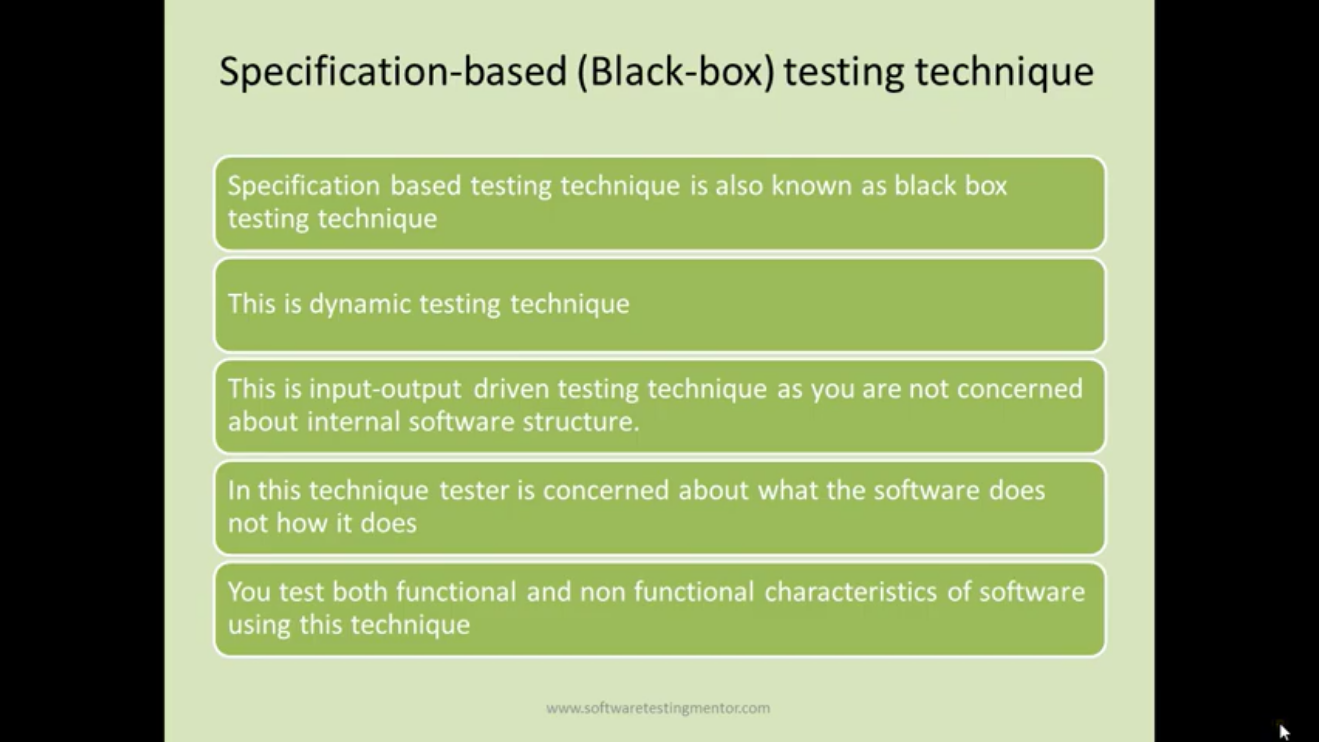 Specification-based (Black-box) testing technique
Specification based testing technique is also known as black box
testing technique
This is dynamic testing technique
This is input-output driven testing technique as you are not concerned
about internal software structure.
In this technique tester is concerned about what the software does
not how it does
You test both functional and non functional characteristics of software
using this technique
www.softwaretestingmentor.com